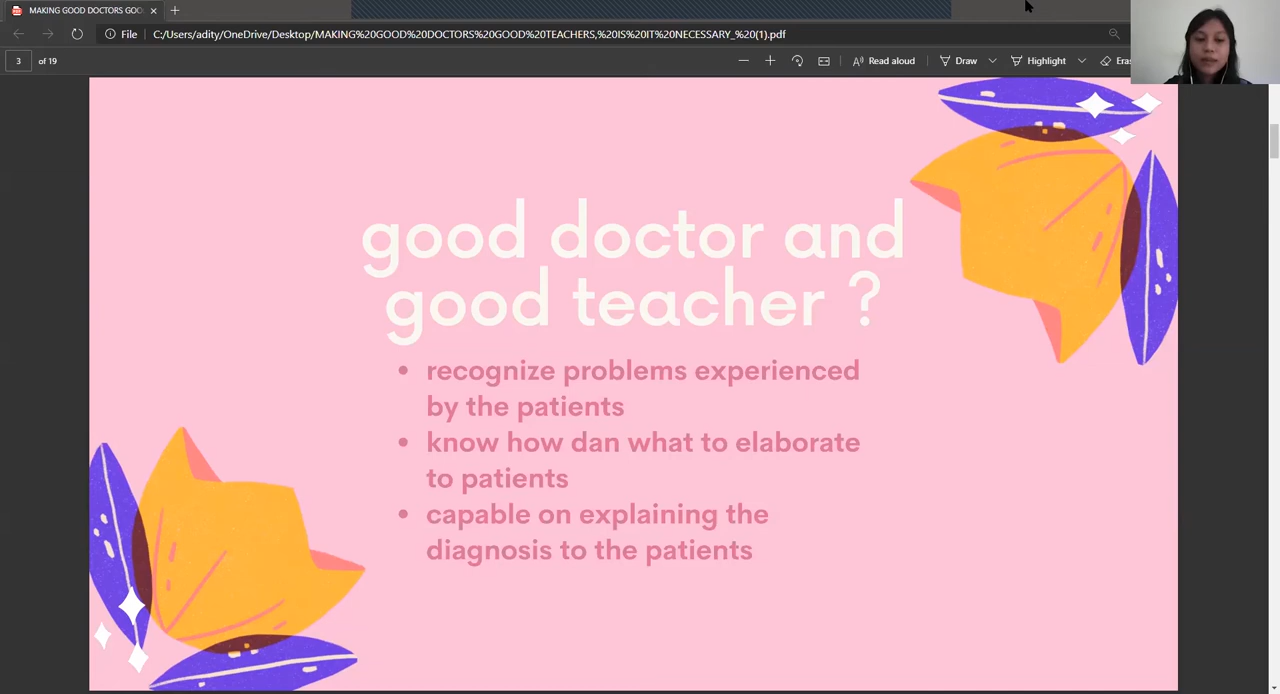 MAKING GOOD DOCTORS GOO
File
C:/Users/adity/OneDrive/Desktop/MAKING%20GOOD%20DOCTORS%20GOOD%20TEACHERS,%20IS%20IT%20NECESSARY_%20(1).pdf
3 of 19
Read aloud
Draw
Highlight
Eras
good doctor and
good teacher ?
• recognize problems experienced
by the patients
• know how dan what to elaborate
to patients
• capable on explaining the
diagnosis to the patients